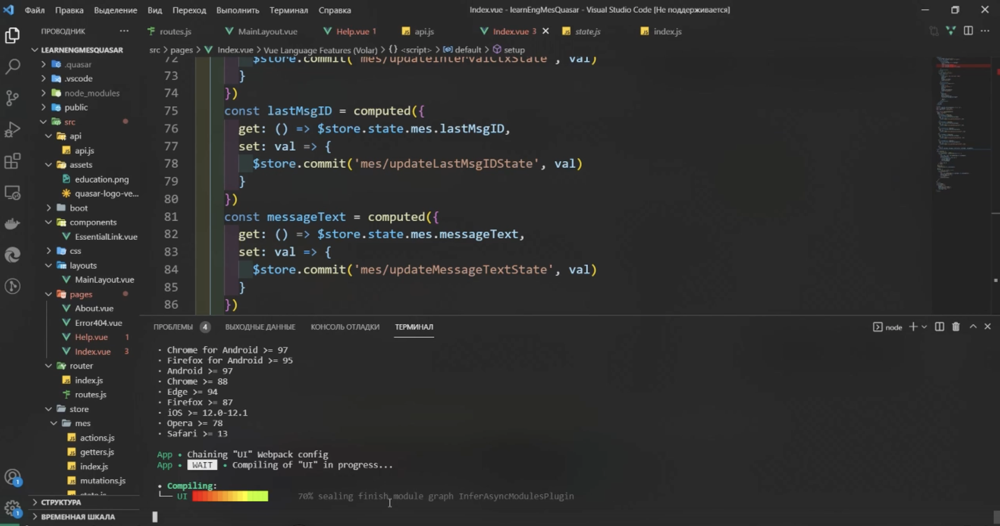 Файл Правка Выделение Вид Переход Выполнить Терминал Справка Index.vue - learnEngMesQuasar - Visual Studio Code [Не поддерживается]
ПРОВОДНИК ...
routes.js MainLayout.vue Help.vue 1 api.js Index.vue 3 state.js index.js
src > pages > Index.vue > Vue Language Features (Volar) > {} <script> > default > setup
LEARNENGMESQUASAR
.quasar
.vscode
node_modules
public
src
api
api.js
assets
education.png
quasar-logo-ve...
boot
components
EssentialLink.vue
css
layouts
MainLayout.vue
pages
About.vue
Error404.vue
Help.vue 1
Index.vue 3
router
index.js
routes.js
store
mes
actions.js
getters.js
index.js
mutations.js
state.js
СТРУКТУРА
ВРЕМЕННАЯ ШКАЛА
1
1
72 $store.commit('mes/updateIntervalCtxState', val)
73 }
74 })
75 const lastMsgID = computed({
76 get: () => $store.state.mes.lastMsgID,
77 set: val => {
78 $store.commit('mes/updateLastMsgIDState', val)
79 }
80 })
81 const messageText = computed({
82 get: () => $store.state.mes.messageText,
83 set: val => {
84 $store.commit('mes/updateMessageTextState', val)
85 }
86 })
ПРОБЛЕМЫ 4 ВЫХОДНЫЕ ДАННЫЕ КОНСОЛЬ ОТЛАДКИ ТЕРМИНАЛ node
· Chrome for Android >= 97
· Firefox for Android >= 95
· Android >= 97
· Chrome >= 88
· Edge >= 94
· Firefox >= 87
· iOS >= 12.0-12.1
· Opera >= 78
· Safari >= 13
App • Chaining "UI" Webpack config
App • WAIT • Compiling of "UI" in progress...
• Compiling:
└── UI 70% sealing finish module graph InferAsyncModulesPlugin